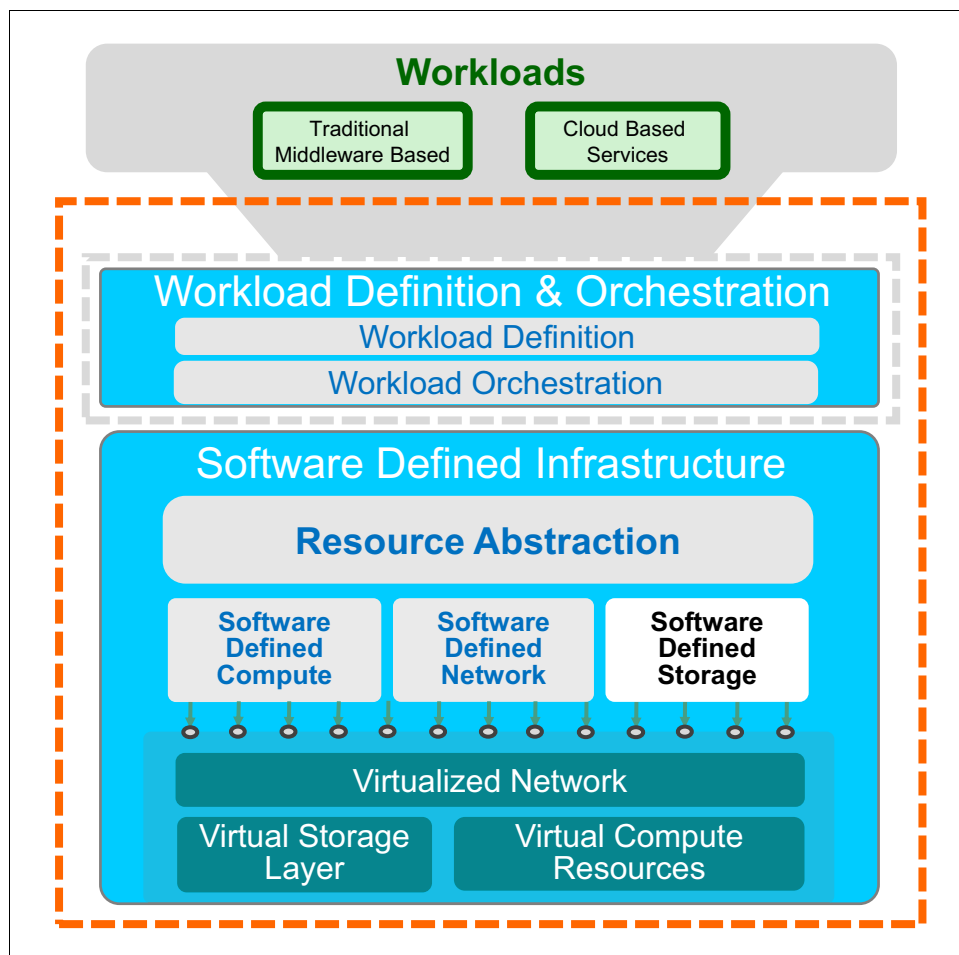 Workloads
Traditional
Middleware Based
Cloud Based
Services
Workload Definition & Orchestration
Workload Definition
Workload Orchestration
Software Defined Infrastructure
Resource Abstraction
Software
Defined
Compute
Software
Defined
Network
Software
Defined
Storage
Virtualized Network
Virtual Storage
Layer
Virtual Compute
Resources